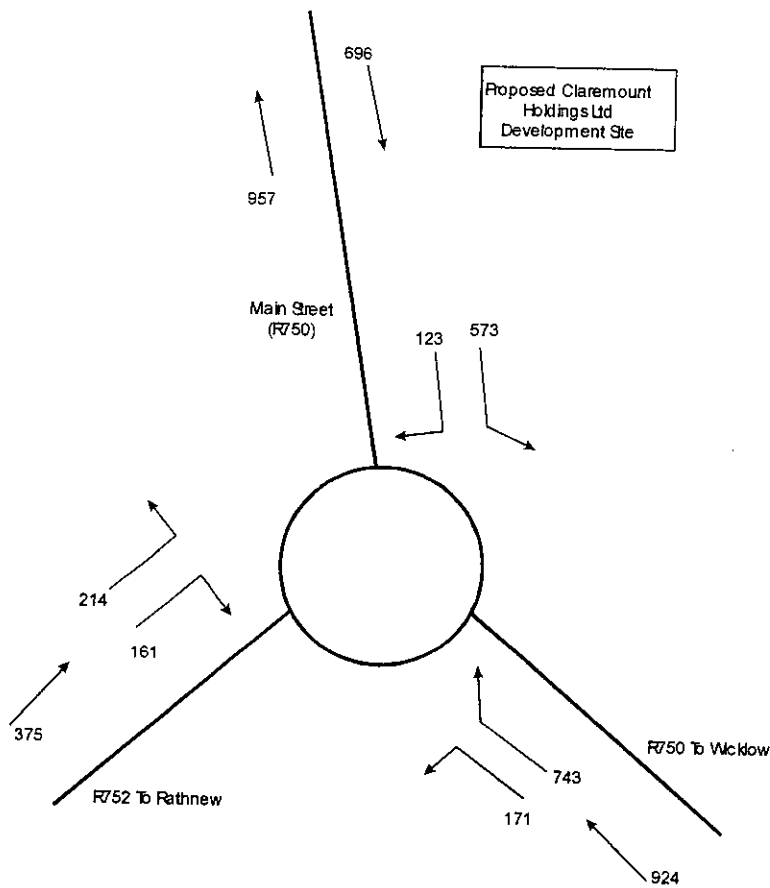 696
Proposed Claremount
Holdings Ltd
Development Site
957
Main Street
(R750)
123
573
214
161
375
R750 To Wicklow
743
R752 To Rathnew
171
924